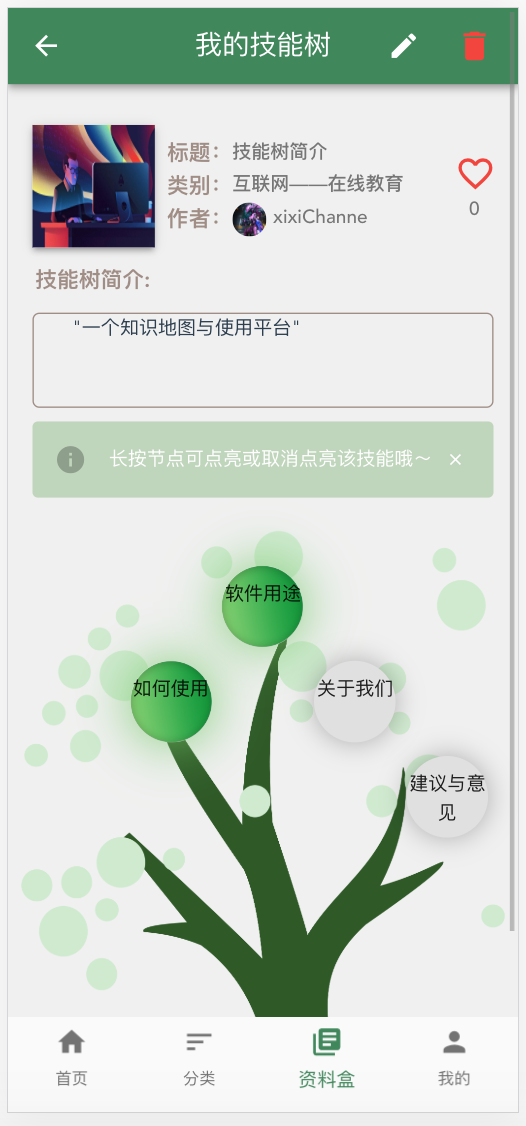 我的技能树
标题：技能树简介
类别：互联网——在线教育
作者：xixiChanne
0
技能树简介:
"一个知识地图与使用平台"
长按节点可点亮或取消点亮该技能哦～
软件用途
如何使用
关于我们
建议与意
见
首页
分类
资料盒
我的